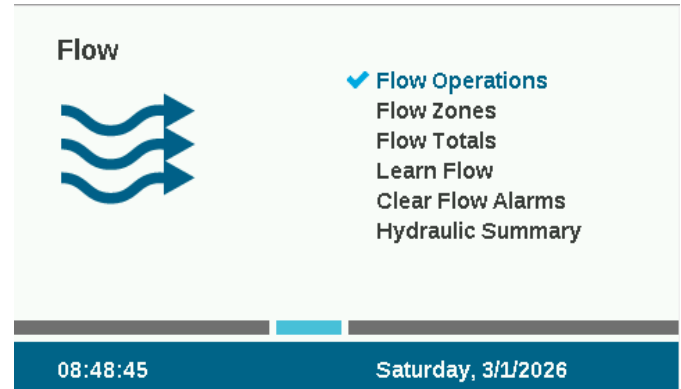 Flow
Flow Operations
Flow Zones
Flow Totals
Learn Flow
Clear Flow Alarms
Hydraulic Summary
08:48:45
Saturday, 3/1/2026